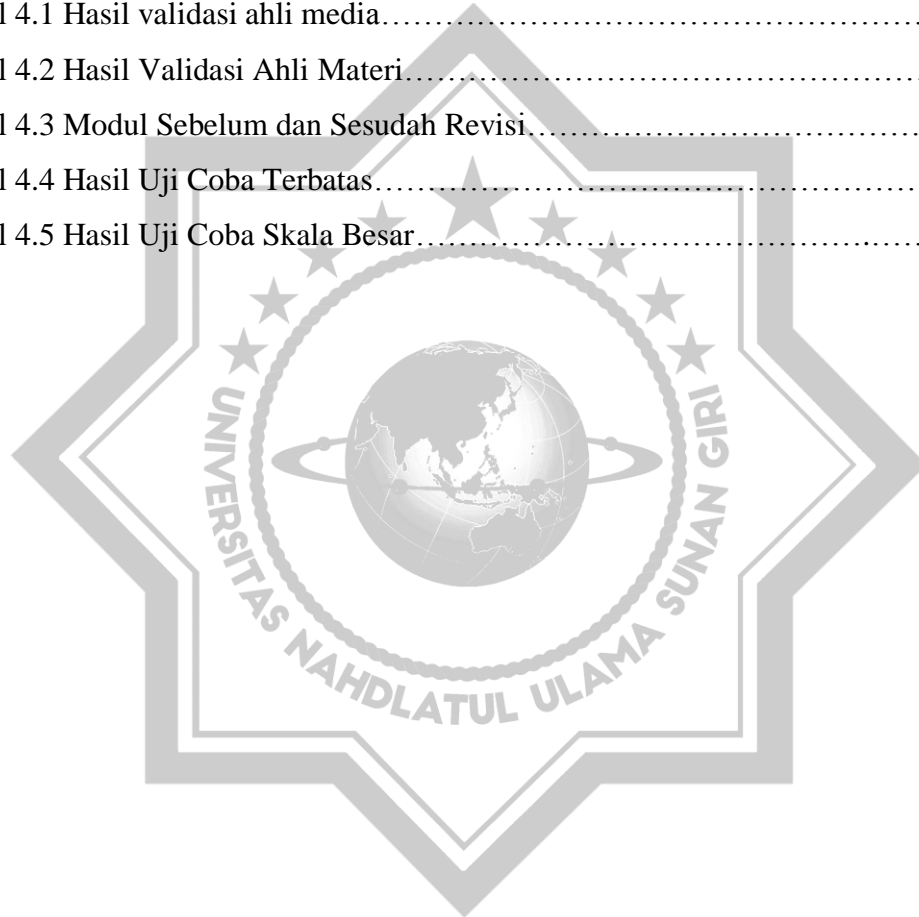 l 4.1 Hasil validasi ahli media…………………………………………………
l 4.2 Hasil Validasi Ahli Materi………………………………………………
l 4.3 Modul Sebelum dan Sesudah Revisi…………………………………
l 4.4 Hasil Uji Coba Terbatas…………………………………………………
l 4.5 Hasil Uji Coba Skala Besar…………………………………….………
UNIVERSITAS NAHDLATUL ULAMA SUNAN GIRI